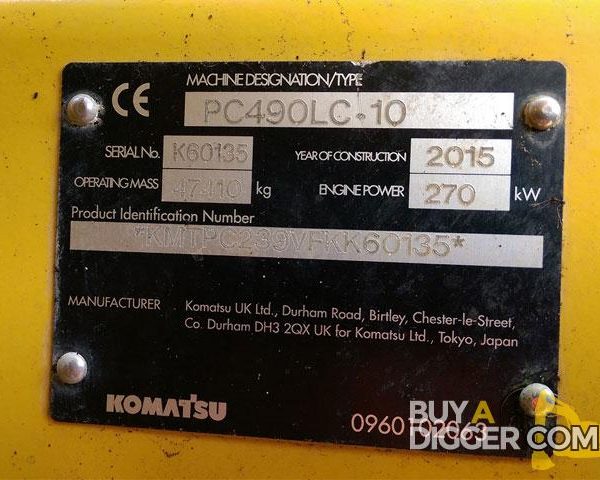 CE
MACHINE DESIGNATION/TYPE
PC490LC-10
SERIAL No. K60135 YEAR OF CONSTRUCTION 2015
OPERATING MASS 47410 kg ENGINE POWER 270 kW
Product Identification Number
*KMTPC239VFKK60135*
MANUFACTURER Komatsu UK Ltd., Durham Road, Birtley, Chester-le-Street,
Co. Durham DH3 2QX UK for Komatsu Ltd., Tokyo, Japan
KOMATSU
0960102063
BUY A
DIGGER.COM